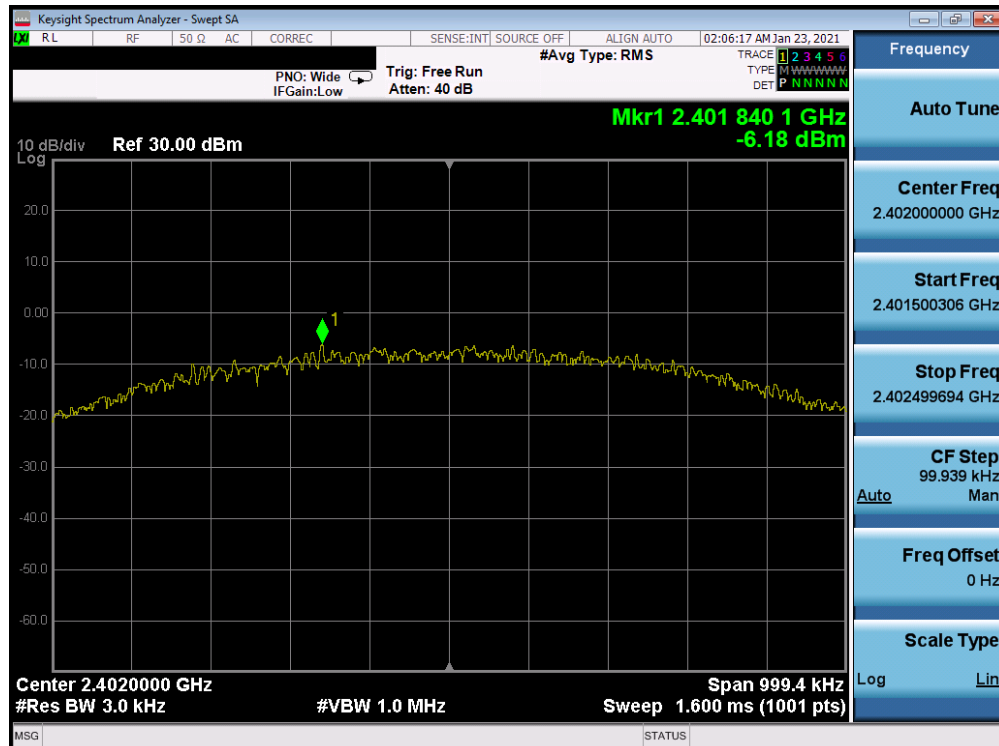 Keysight Spectrum Analyzer - Swept SA
LXI RL RF 50 Ω AC CORREC SENSE:INT SOURCE OFF ALIGN AUTO 02:06:17 AM Jan 23, 2021
#Avg Type: RMS
TRACE 1 2 3 4 5 6
TYPE M WWWWW
DET P N N N N N
PNO: Wide
IFGain:Low
Trig: Free Run
Atten: 40 dB
Mkr1 2.401 840 1 GHz
-6.18 dBm
10 dB/div
Log
Ref 30.00 dBm
20.0
10.0
0.00
-10.0
-20.0
-30.0
-40.0
-50.0
-60.0
1
Center 2.4020000 GHz
Span 999.4 kHz
#Res BW 3.0 kHz
#VBW 1.0 MHz
Sweep 1.600 ms (1001 pts)
MSG
STATUS
Frequency
Auto Tune
Center Freq
2.402000000 GHz
Start Freq
2.401500306 GHz
Stop Freq
2.402499694 GHz
CF Step
99.939 kHz
Auto Man
Freq Offset
0 Hz
Scale Type
Log Lin